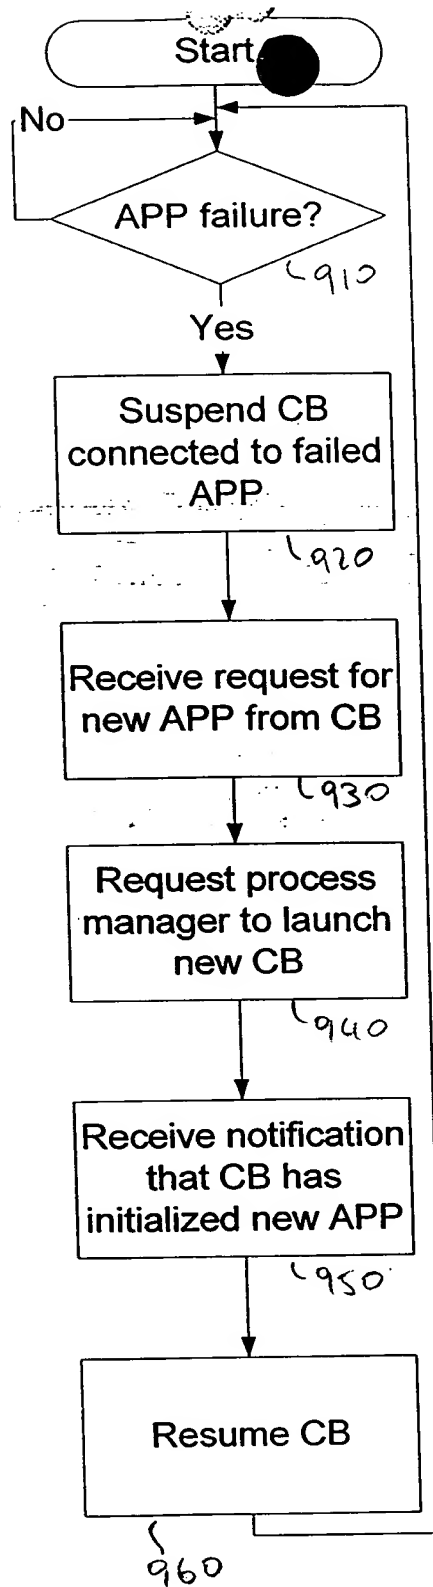 Start
No
APP failure?
910
Yes
Suspend CB
connected to failed
APP
920
Receive request for
new APP from CB
930
Request process
manager to launch
new CB
940
Receive notification
that CB has
initialized new APP
950
Resume CB
960